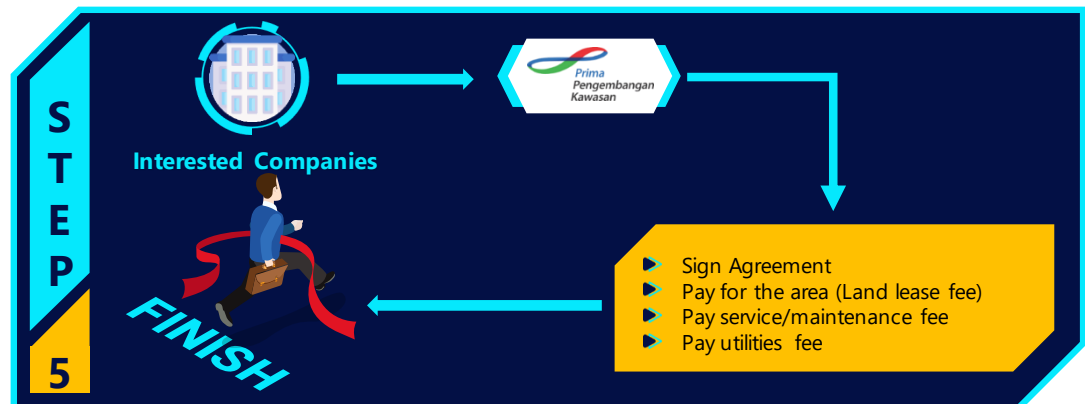 STEP
5
Interested Companies
Prima
Pengembangan
Kawasan
Sign Agreement
Pay for the area (Land lease fee)
Pay service/maintenance fee
Pay utilities fee
FINISH